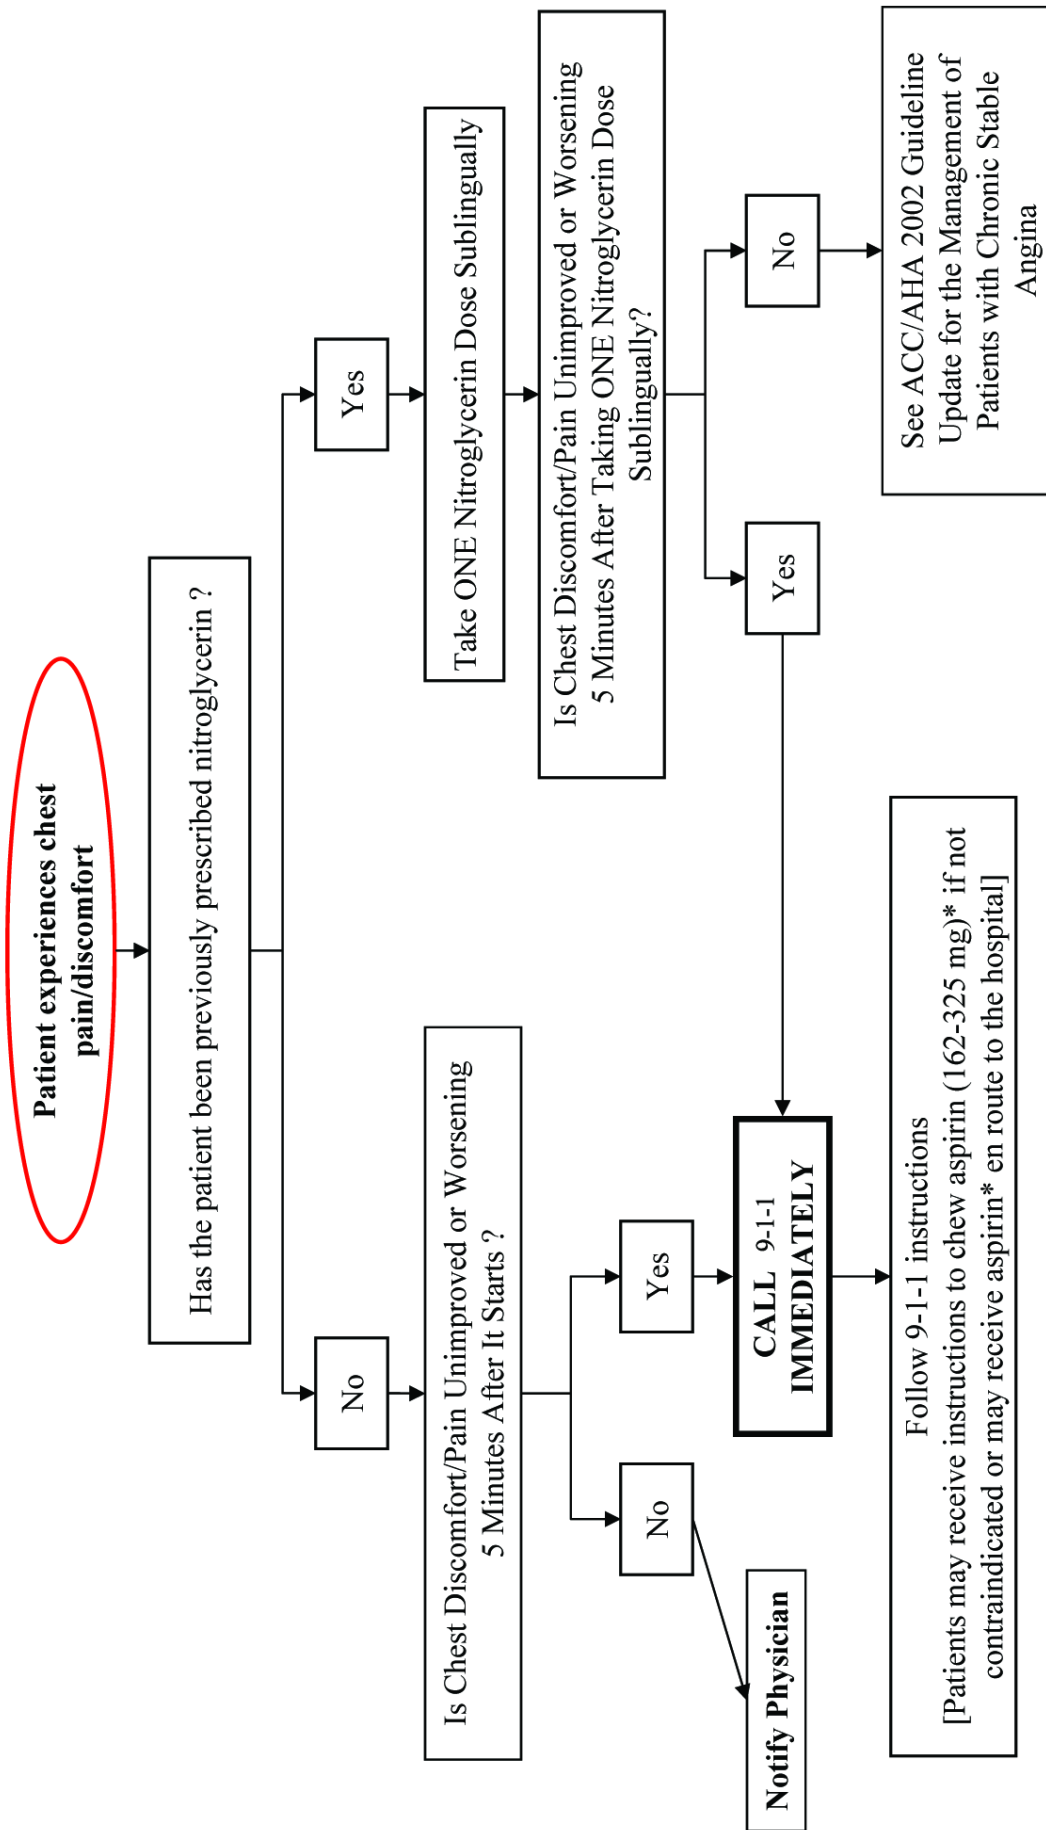 Patient experiences chest
pain/discomfort
Has the patient been previously prescribed nitroglycerin ?
No
Yes
Is Chest Discomfort/Pain Unimproved or Worsening
5 Minutes After It Starts ?
Take ONE Nitroglycerin Dose Sublingually
Is Chest Discomfort/Pain Unimproved or Worsening
5 Minutes After Taking ONE Nitroglycerin Dose
Sublingually?
No
Yes
Yes
No
Notify Physician
CALL 9-1-1
IMMEDIATELY
See ACC/AHA 2002 Guideline
Update for the Management of
Patients with Chronic Stable
Angina
Follow 9-1-1 instructions
[Patients may receive instructions to chew aspirin (162-325 mg)* if not
contraindicated or may receive aspirin* en route to the hospital]